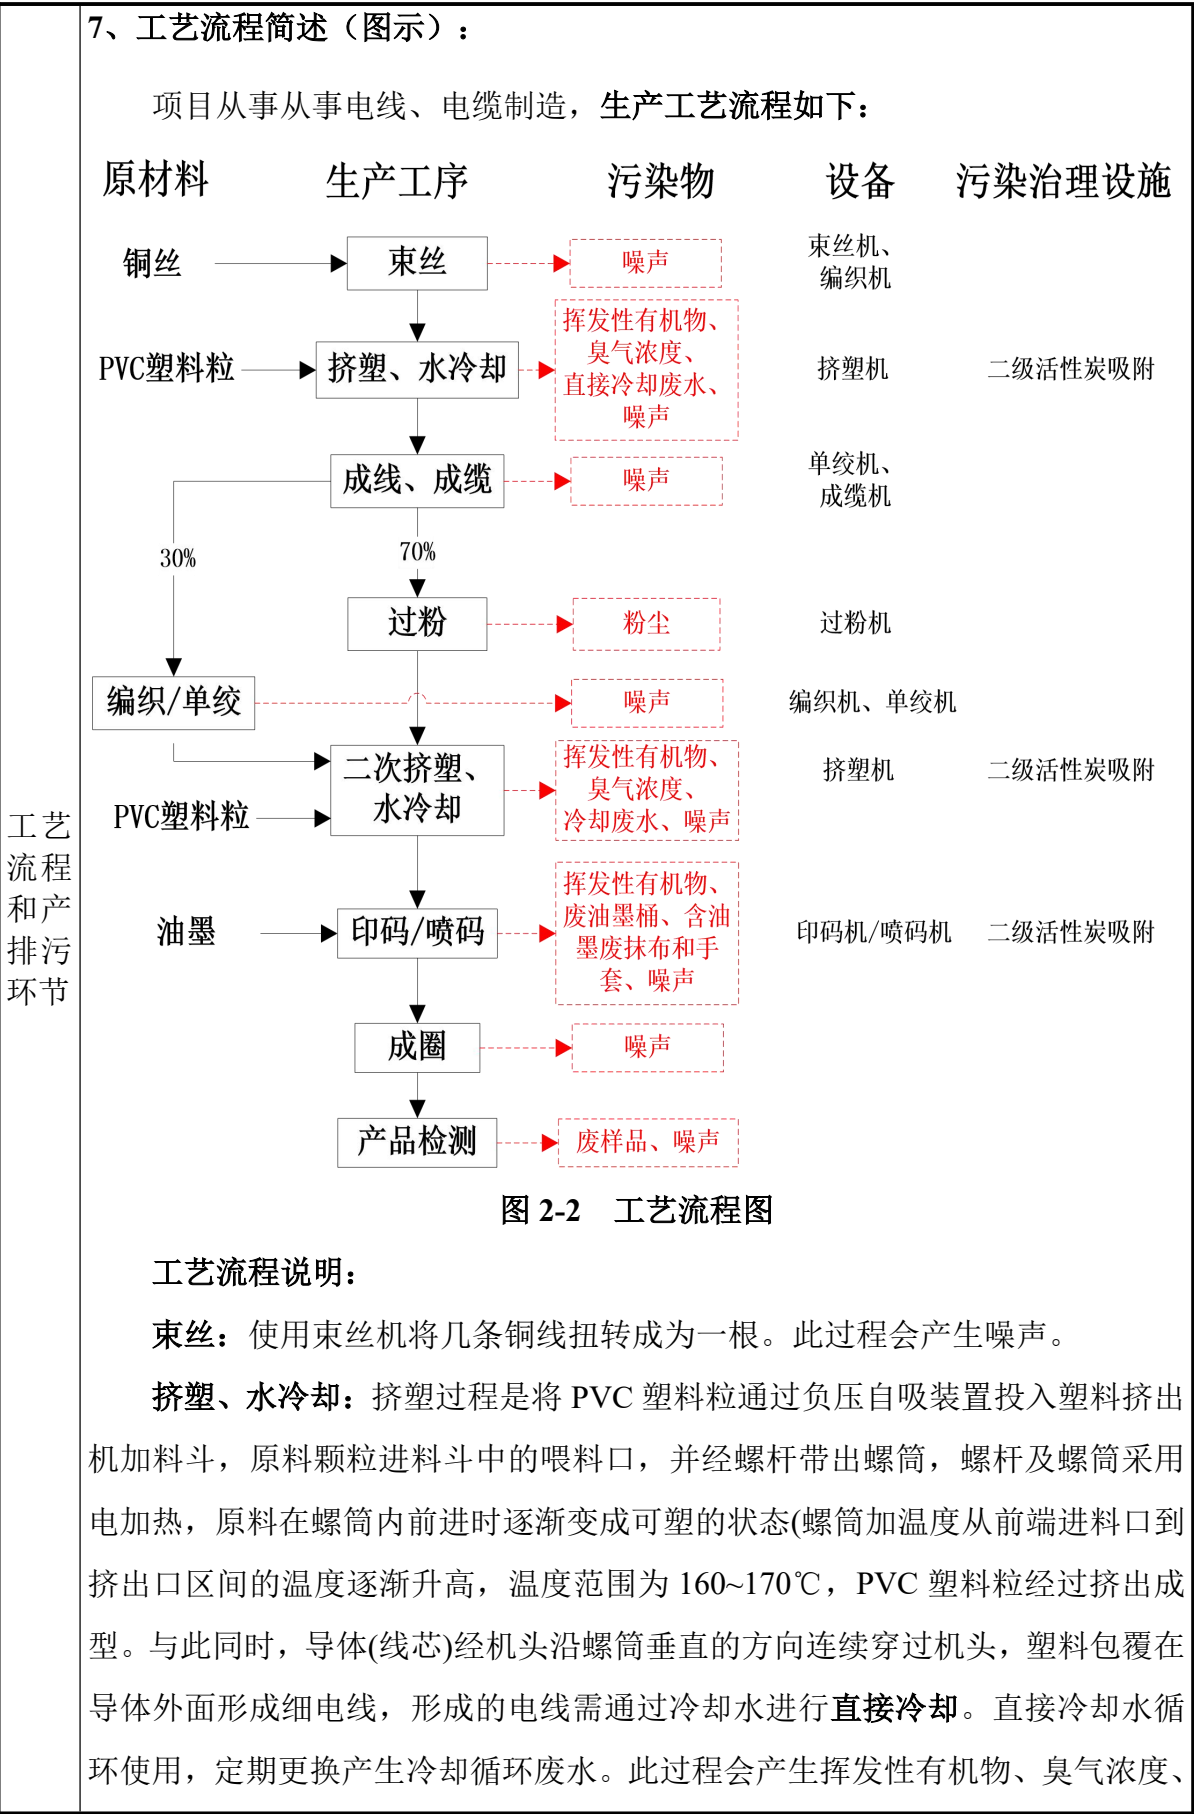 7、工艺流程简述（图示）：
项目从事从事电线、电缆制造，生产工艺流程如下：
原材料 生产工序 污染物 设备 污染治理设施
铜丝 束丝 噪声 束丝机、
编织机
PVC塑料粒 挤塑、水冷却 挥发性有机物、
臭气浓度、
直接冷却废水、
噪声
挤塑机 二级活性炭吸附
成线、成缆 噪声 单绞机、
成缆机
30% 70%
过粉 粉尘 过粉机
编织/单绞 噪声 编织机、单绞机
二次挤塑、
水冷却
挥发性有机物、
臭气浓度、
冷却废水、噪声
挤塑机 二级活性炭吸附
PVC塑料粒
油墨 印码/喷码 挥发性有机物、
废油墨桶、含油
墨废抹布和手
套、噪声
印码机/喷码机 二级活性炭吸附
成圈 噪声
产品检测 废样品、噪声
工艺
流程
和产
排污
环节
图 2-2 工艺流程图
工艺流程说明：
束丝：使用束丝机将几条铜线扭转成为一根。此过程会产生噪声。
挤塑、水冷却：挤塑过程是将 PVC 塑料粒通过负压自吸装置投入塑料挤出
机加料斗，原料颗粒进料斗中的喂料口，并经螺杆带出螺筒，螺杆及螺筒采用
电加热，原料在螺筒内前进时逐渐变成可塑的状态(螺筒加温度从前端进料口到
挤出口区间的温度逐渐升高，温度范围为 160~170℃，PVC 塑料粒经过挤出成
型。与此同时，导体(线芯)经机头沿螺筒垂直的方向连续穿过机头，塑料包覆在
导体外面形成细电线，形成的电线需通过冷却水进行直接冷却。直接冷却水循
环使用，定期更换产生冷却循环废水。此过程会产生挥发性有机物、臭气浓度、